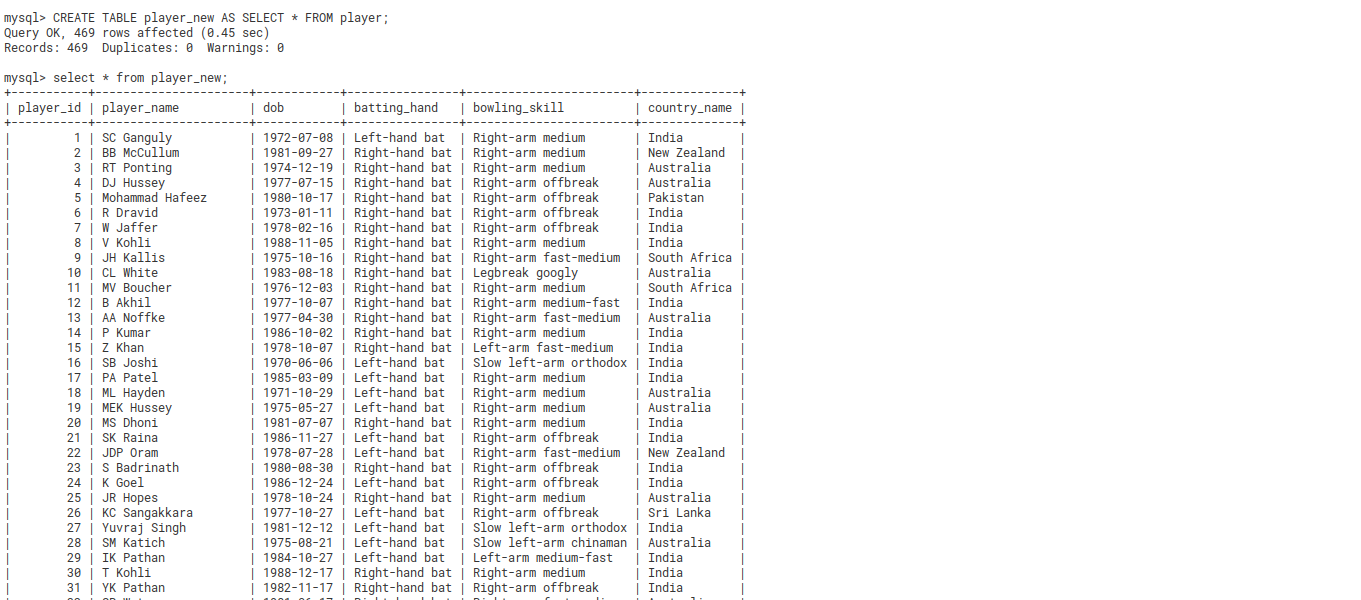 mysql> CREATE TABLE player_new AS SELECT * FROM player;
Query OK, 469 rows affected (0.45 sec)
Records: 469  Duplicates: 0  Warnings: 0

mysql> select * from player_new;
+-----------+----------------------+------------+----------------+------------------------+--------------+
| player_id | player_name          | dob        | batting_hand   | bowling_skill          | country_name |
+-----------+----------------------+------------+----------------+------------------------+--------------+
|         1 | SC Ganguly           | 1972-07-08 | Left-hand bat  | Right-arm medium       | India        |
|         2 | BB McCullum          | 1981-09-27 | Right-hand bat | Right-arm medium       | New Zealand  |
|         3 | RT Ponting           | 1974-12-19 | Right-hand bat | Right-arm medium       | Australia    |
|         4 | DJ Hussey            | 1977-07-15 | Right-hand bat | Right-arm offbreak     | Australia    |
|         5 | Mohammad Hafeez      | 1980-10-17 | Right-hand bat | Right-arm offbreak     | Pakistan     |
|         6 | R Dravid             | 1973-01-11 | Right-hand bat | Right-arm offbreak     | India        |
|         7 | W Jaffer             | 1978-02-16 | Right-hand bat | Right-arm offbreak     | India        |
|         8 | V Kohli              | 1988-11-05 | Right-hand bat | Right-arm medium       | India        |
|         9 | JH Kallis            | 1975-10-16 | Right-hand bat | Right-arm fast-medium  | South Africa |
|        10 | CL White             | 1983-08-18 | Right-hand bat | Legbreak googly        | Australia    |
|        11 | MV Boucher           | 1976-12-03 | Right-hand bat | Right-arm medium       | South Africa |
|        12 | B Akhil              | 1977-10-07 | Right-hand bat | Right-arm medium-fast  | India        |
|        13 | AA Noffke            | 1977-04-30 | Right-hand bat | Right-arm fast-medium  | Australia    |
|        14 | P Kumar              | 1986-10-02 | Right-hand bat | Right-arm medium       | India        |
|        15 | Z Khan               | 1978-10-07 | Right-hand bat | Left-arm fast-medium   | India        |
|        16 | SB Joshi             | 1970-06-06 | Left-hand bat  | Slow left-arm orthodox | India        |
|        17 | PA Patel             | 1985-03-09 | Left-hand bat  | Right-arm medium       | India        |
|        18 | ML Hayden            | 1971-10-29 | Left-hand bat  | Right-arm medium       | Australia    |
|        19 | MEK Hussey           | 1975-05-27 | Left-hand bat  | Right-arm medium       | Australia    |
|        20 | MS Dhoni             | 1981-07-07 | Right-hand bat | Right-arm medium       | India        |
|        21 | SK Raina             | 1986-11-27 | Left-hand bat  | Right-arm offbreak     | India        |
|        22 | JDP Oram             | 1978-07-28 | Left-hand bat  | Right-arm fast-medium  | New Zealand  |
|        23 | S Badrinath          | 1980-08-30 | Right-hand bat | Right-arm offbreak     | India        |
|        24 | K Goel               | 1986-12-24 | Left-hand bat  | Right-arm offbreak     | India        |
|        25 | JR Hopes             | 1978-10-24 | Right-hand bat | Right-arm medium       | Australia    |
|        26 | KC Sangakkara        | 1977-10-27 | Left-hand bat  | Right-arm offbreak     | Sri Lanka    |
|        27 | Yuvraj Singh         | 1981-12-12 | Left-hand bat  | Slow left-arm orthodox | India        |
|        28 | SM Katich            | 1975-08-21 | Left-hand bat  | Slow left-arm chinaman | Australia    |
|        29 | IK Pathan            | 1984-10-27 | Left-hand bat  | Left-arm medium-fast   | India        |
|        30 | T Kohli              | 1988-12-17 | Right-hand bat | Right-arm medium       | India        |
|        31 | YK Pathan            | 1982-11-17 | Right-hand bat | Right-arm offbreak     | India        |